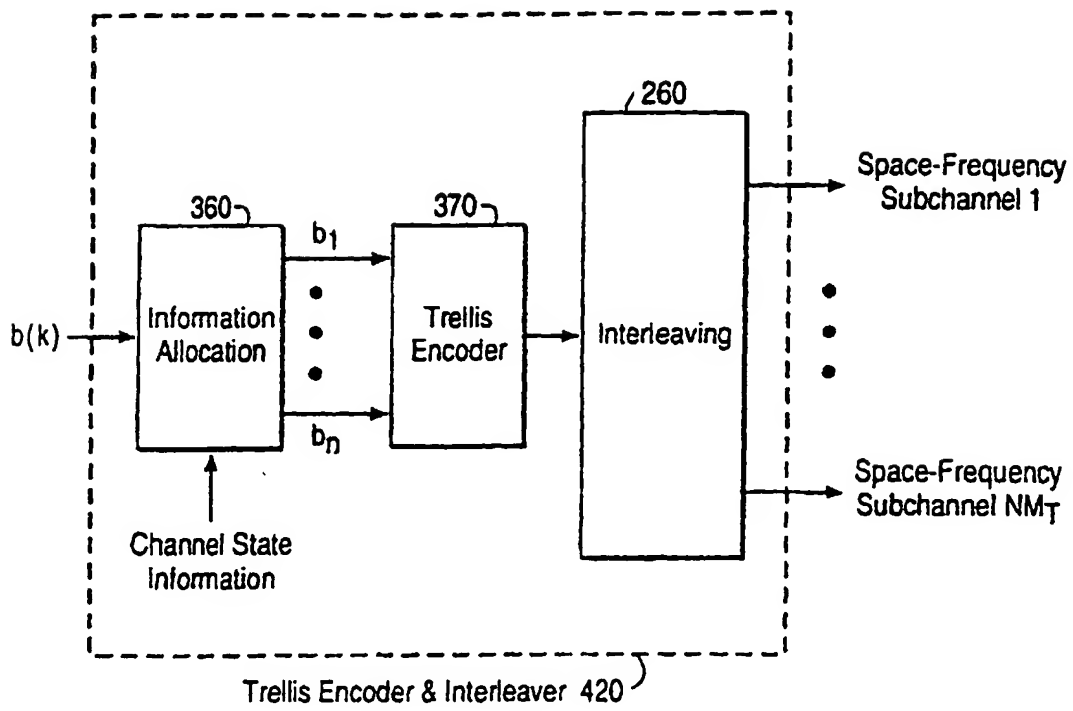 260
Space-Frequency
Subchannel 1
360
370
b1
b(k)
Information
Allocation
Trellis
Encoder
Interleaving
bn
Space-Frequency
Subchannel NMT
Channel State
Information
Trellis Encoder & Interleaver 420